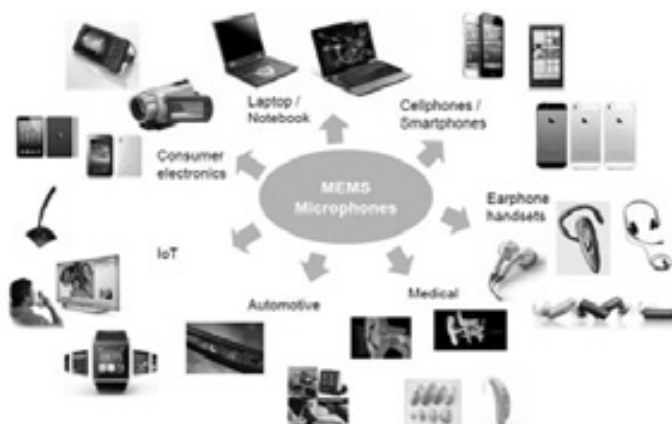 Laptop /
Notebook
Cellphones /
Smartphones
Consumer
electronics
MEMS
Microphones
Earphone
handsets
IoT
Automotive
Medical